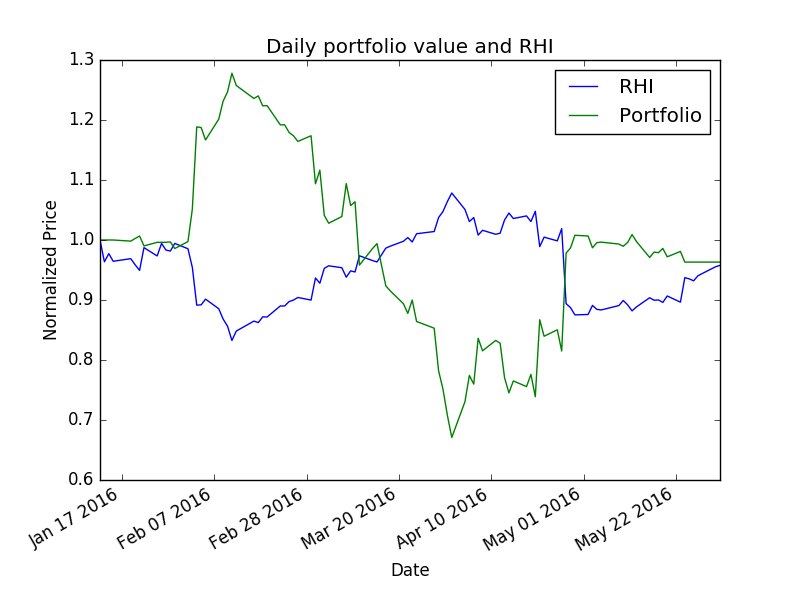 Daily portfolio value and RHI
RHI
Portfolio
1.3
1.2
1.1
1.0
0.9
0.8
0.7
0.6
Normalized Price
Jan 17 2016
Feb 07 2016
Feb 28 2016
Mar 20 2016
Apr 10 2016
May 01 2016
May 22 2016
Date